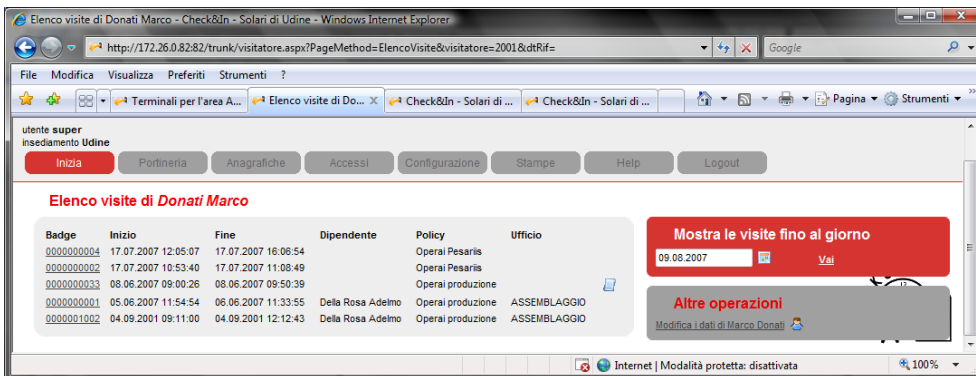 Elenco visite di Donati Marco - Check&In - Solari di Udine - Windows Internet Explorer
http://172.26.0.82:82/trunk/visitatore.aspx?PageMethod=ElencoVisite&visitatore=2001&dtRif=
Google
File Modifica Visualizza Preferiti Strumenti ?
Terminali per l'area A... Elenco visite di Do... Check&In - Solari di ... Check&In - Solari di ... Pagina Strumenti
utente super
insediamento Udine
Inizia Portineria Anagrafiche Accessi Configurazione Stampe Help Logout
Elenco visite di Donati Marco
Badge Inizio Fine Dipendente Policy Ufficio
0000000004 17.07.2007 12:05:07 17.07.2007 16:06:54 Operai Pesariis
0000000002 17.07.2007 10:53:40 17.07.2007 11:08:49 Operai Pesariis
0000000033 08.06.2007 09:00:26 08.06.2007 09:50:39 Operai produzione
0000000001 05.06.2007 11:54:54 06.06.2007 11:33:55 Della Rosa Adelmo Operai produzione ASSEMBLAGGIO
0000001002 04.09.2001 09:11:00 04.09.2001 12:12:43 Della Rosa Adelmo Operai produzione ASSEMBLAGGIO
Mostra le visite fino al giorno
09.08.2007 Vai
Altre operazioni
Modifica i dati di Marco Donati
Internet | Modalità protetta: disattivata 100%